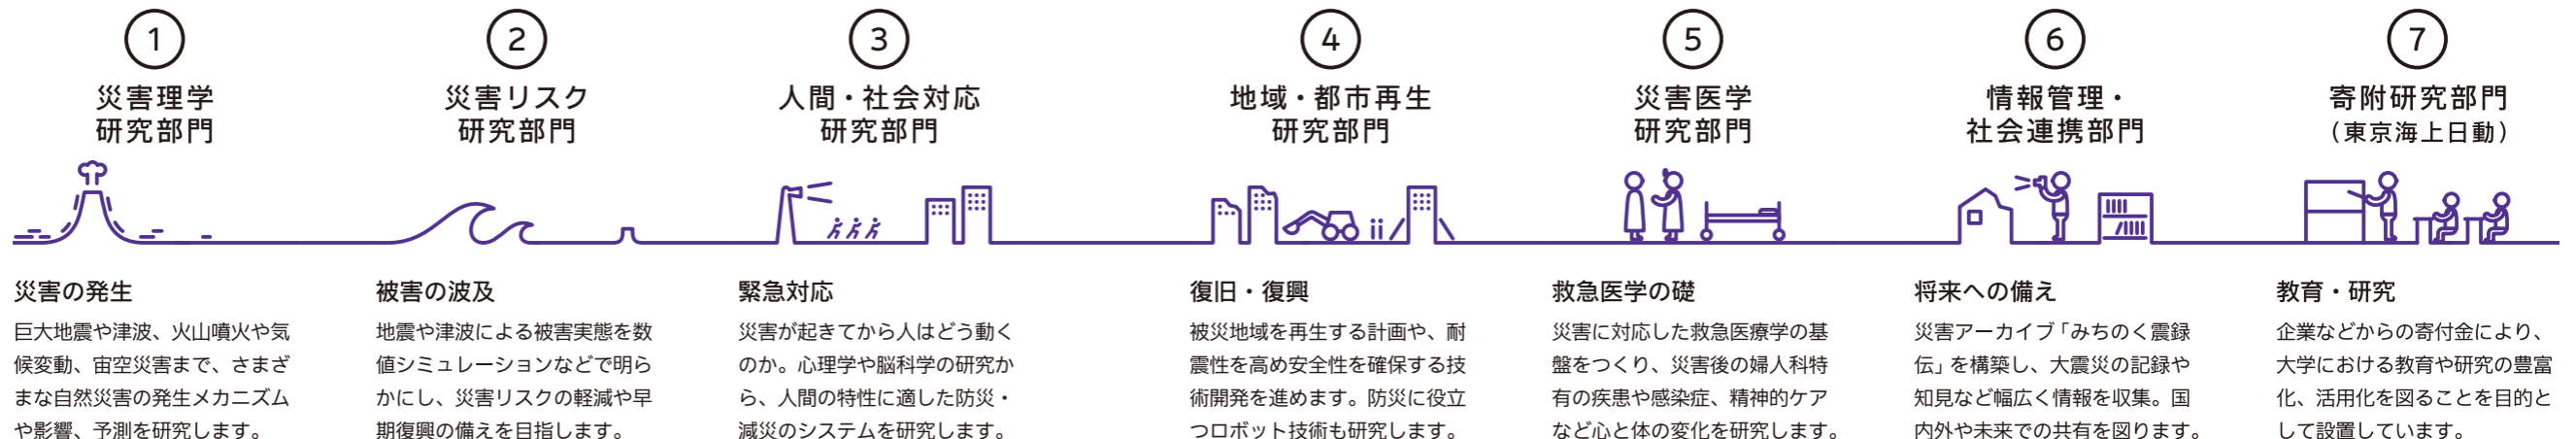 1
災害理学
研究部門
災害の発生
巨大地震や津波、火山噴火や気
候変動、宙空災害まで、さまざ
まな自然災害の発生メカニズム
や影響、予測を研究します。
2
災害リスク
研究部門
被害の波及
地震や津波による被害実態を数
値シミュレーションなどで明ら
かにし、災害リスクの軽減や早
期復興の備えを目指します。
3
人間・社会対応
研究部門
緊急対応
災害が起きてから人はどう動く
のか。心理学や脳科学の研究か
ら、人間の特性に適した防災・
減災のシステムを研究します。
4
地域・都市再生
研究部門
復旧・復興
被災地域を再生する計画や、耐
震性を高め安全性を確保する技
術開発を進めます。防災に役立
つロボット技術も研究します。
5
災害医学
研究部門
救急医学の礎
災害に対応した救急医療学の基
盤をつくり、災害後の婦人科特
有の疾患や感染症、精神的ケア
など心と体の変化を研究します。
6
情報管理・
社会連携部門
将来への備え
災害アーカイブ「みちのく震録
伝」を構築し、大震災の記録や
知見など幅広く情報を収集。国
内外や未来での共有を図ります。
7
寄附研究部門
（東京海上日動）
教育・研究
企業などからの寄付金により、
大学における教育や研究の豊富
化、活用化を図ることを目的と
して設置しています。